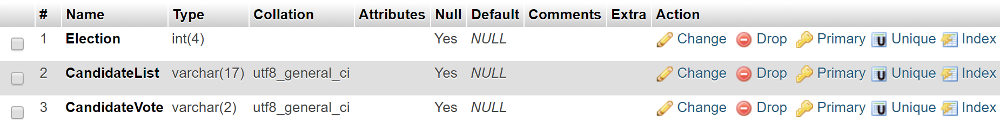 # Name Type Collation Attributes Null Default Comments Extra Action
1 Election int(4) Yes NULL Change Drop Primary U Unique Index
2 CandidateList varchar(17) utf8_general_ci Yes NULL Change Drop Primary U Unique Index
3 CandidateVote varchar(2) utf8_general_ci Yes NULL Change Drop Primary U Unique Index